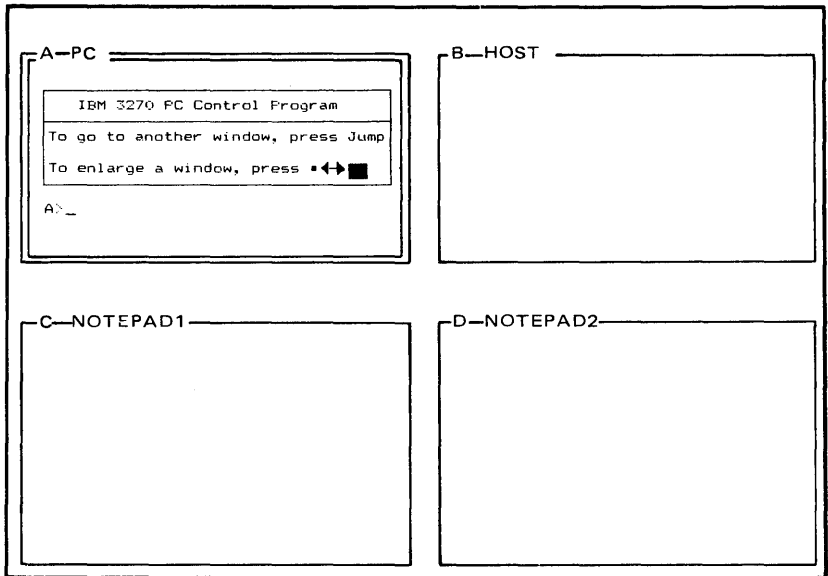 A—PC
IBM 3270 PC Control Program
To go to another window, press Jump
To enlarge a window, press
A>_
B—HOST
C—NOTEPAD1
D—NOTEPAD2